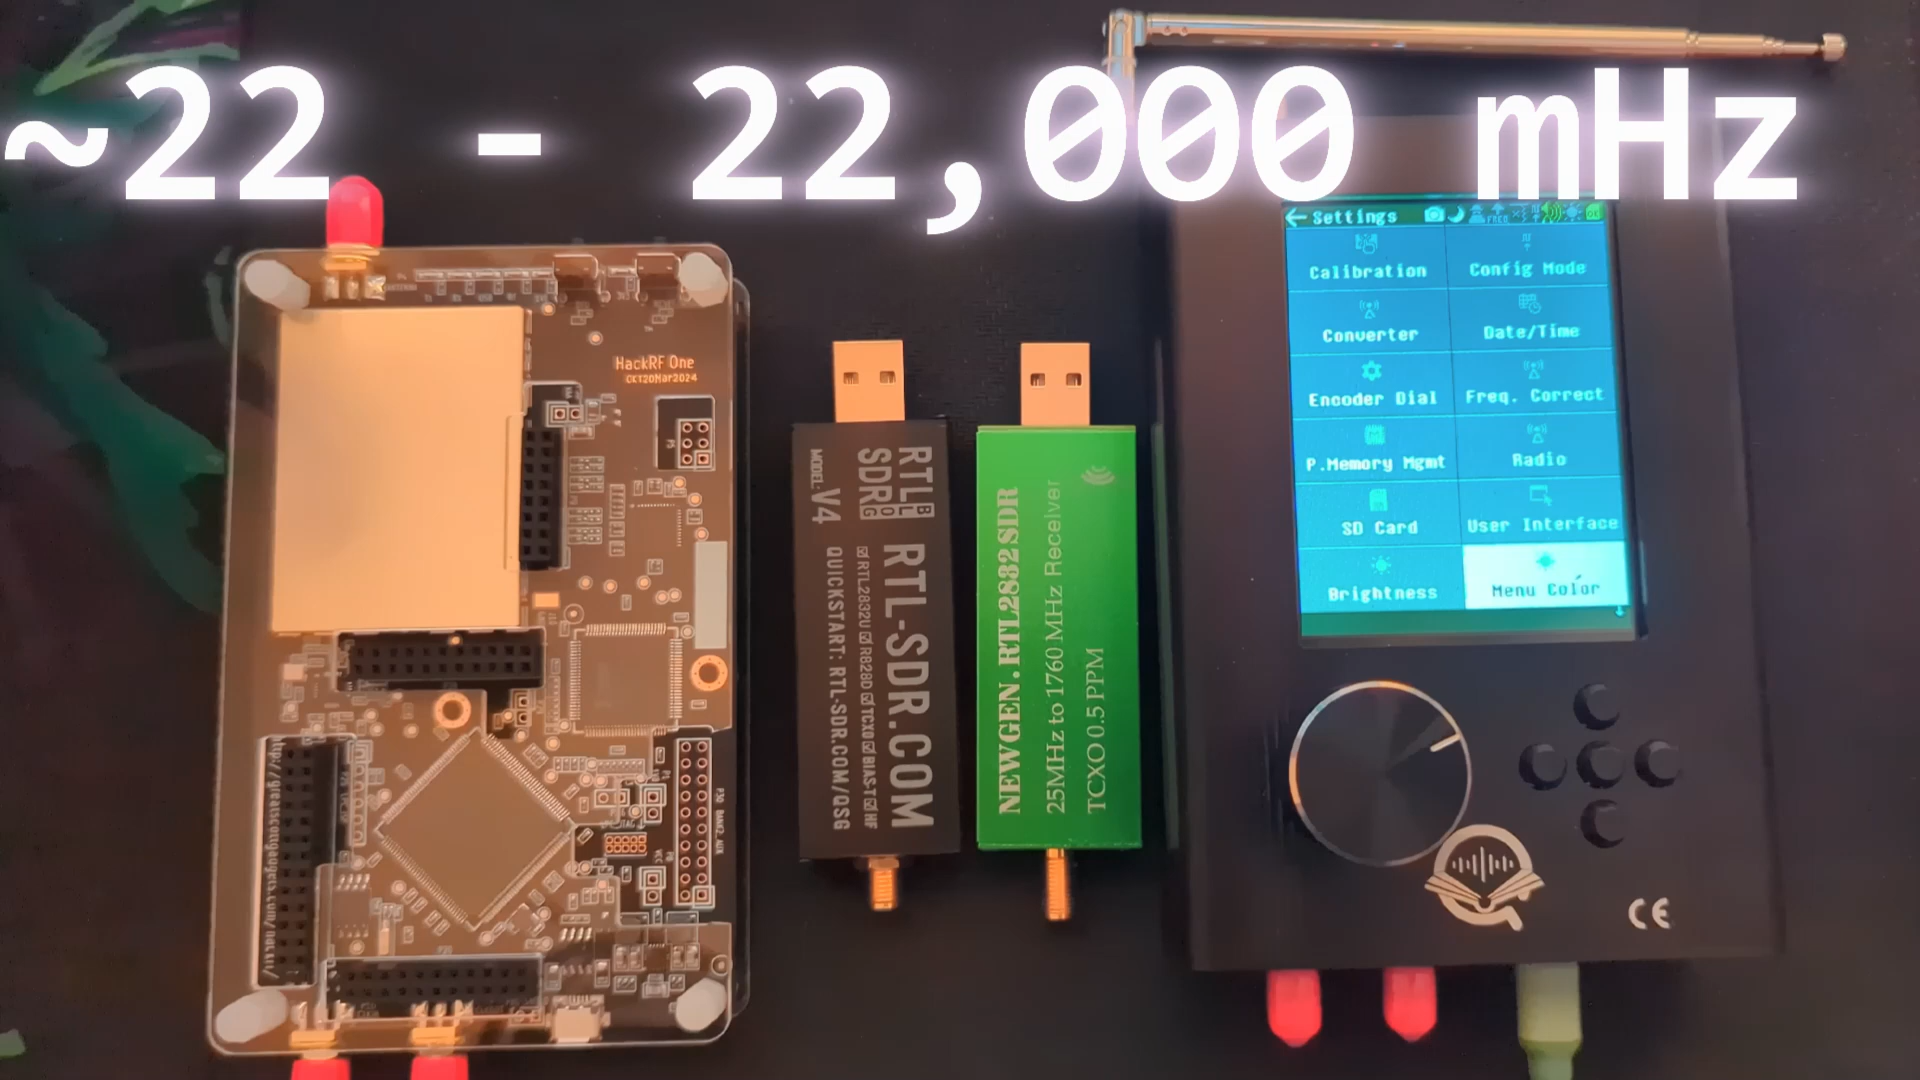 ~22 - 22,000 mHz
HackRF One
RTL-SDR BLOG
MODEL: V4
RTL-SDR.COM
RTL2832U R828D TCXO BIAS-T HF
QUICKSTART: RTL-SDR.COM/QSG
NEWGEN.RTL2832SDR
25MHz to 1760 MHz Receiver
TCXO 0.5 PPM
Settings
Calibration
Config Mode
Converter
Date/Time
Encoder Dial
Freq. Correct
P.Memory Mgmt
Radio
SD Card
User Interface
Brightness
Menu Color
CE